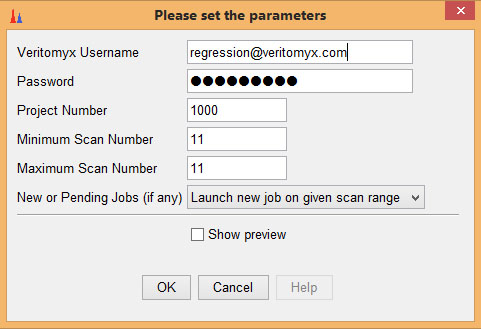 Please set the parameters
Veritomyx Username regression@veritomyx.com
Password ●●●●●●●●●
Project Number 1000
Minimum Scan Number 11
Maximum Scan Number 11
New or Pending Jobs (if any) Launch new job on given scan range
Show preview
OK Cancel Help